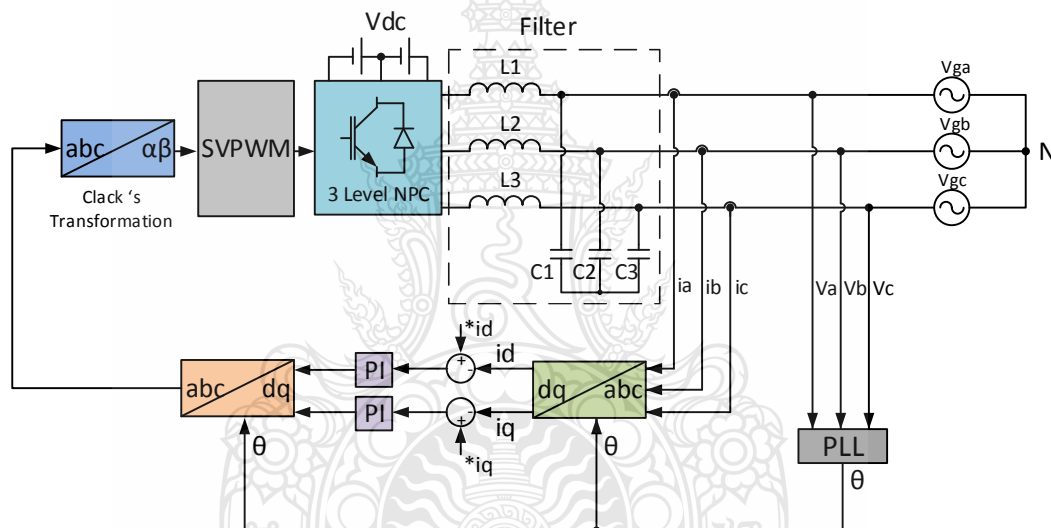 Vdc
Filter
L1
L2
L3
Vga
Vgb
Vgc
N
abc
αβ
SVPWM
3 Level NPC
Clack ‘s
Transformation
C1
C2
C3
ia
ib
ic
Va
Vb
Vc
*id
+
-
id
PI
abc
dq
dq
abc
PI
-
+
iq
*iq
θ
θ
PLL
θ